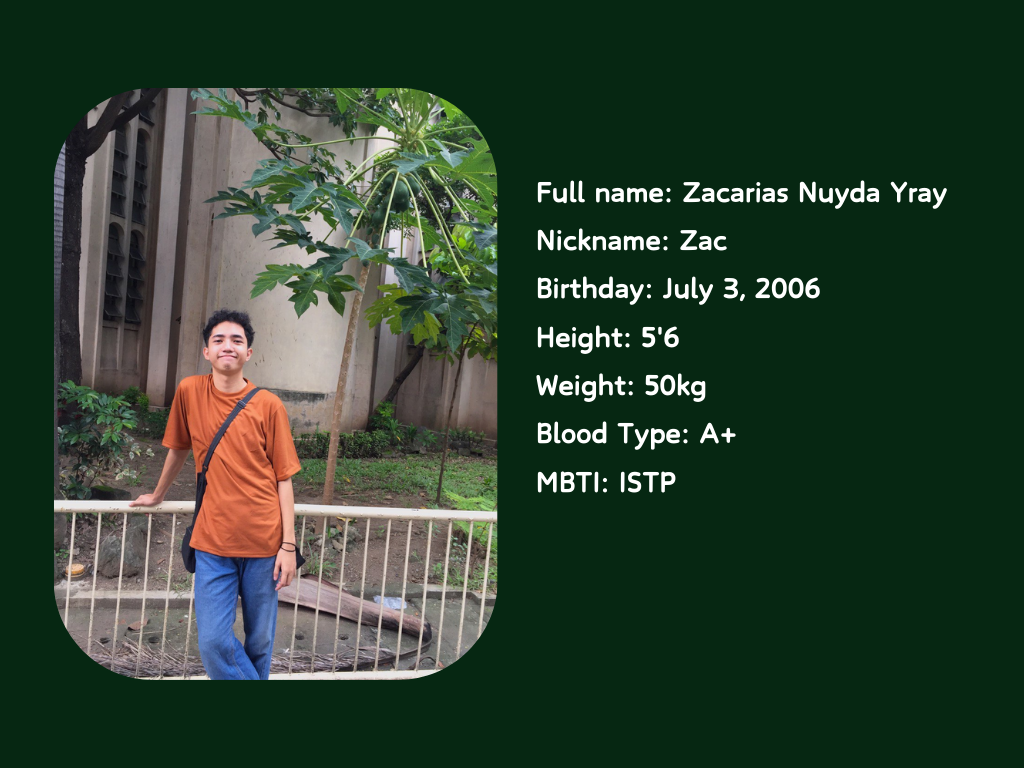 Full name: Zacarias Nuyda Yray
Nickname: Zac
Birthday: July 3, 2006
Height: 5'6
Weight: 50kg
Blood Type: A+
MBTI: ISTP